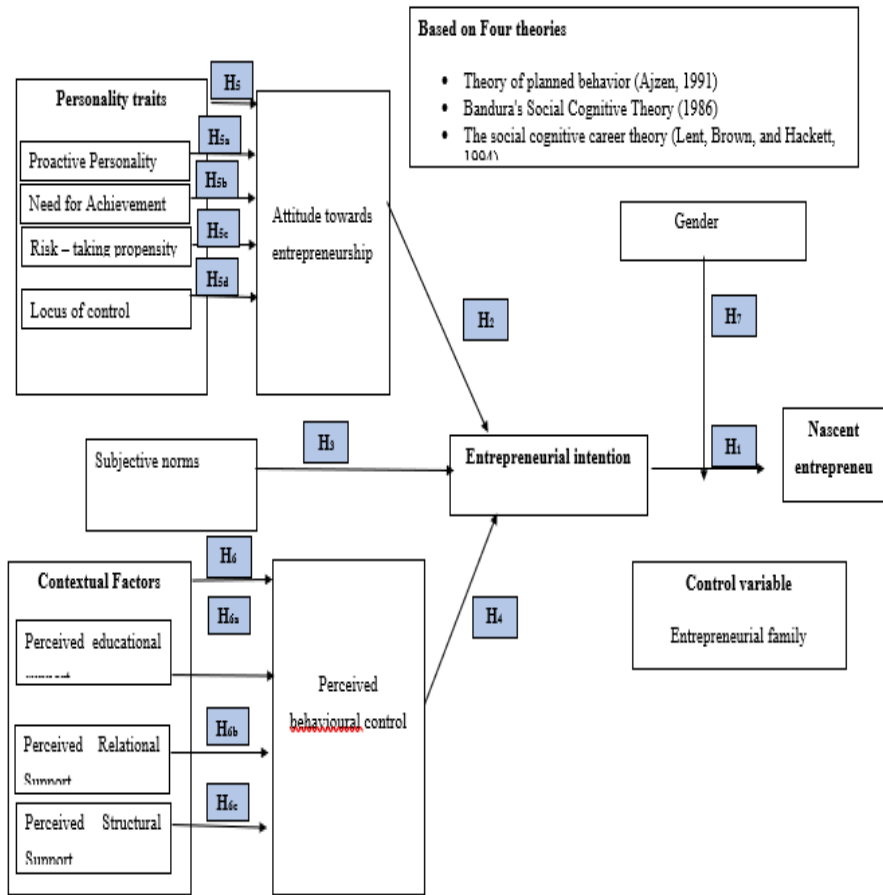 Based on Four theories
• Theory of planned behavior (Ajzen, 1991)
• Bandura's Social Cognitive Theory (1986)
• The social cognitive career theory (Lent, Brown, and Hackett,
1994)
Personality traits
H5
H5a
Proactive Personality
H5b
Need for Achievement
H5c
Risk – taking propensity
H5d
Locus of control
Attitude towards
entrepreneurship
Gender
H2
H7
Subjective norms
H3
Entrepreneurial intention
H1
Nascent
entrepreneu
Contextual Factors
H6
H6a
Perceived educational
Perceived
behavioural control
H4
Control variable
Entrepreneurial family
H6b
Perceived Relational
Support
H6c
Perceived Structural
Support